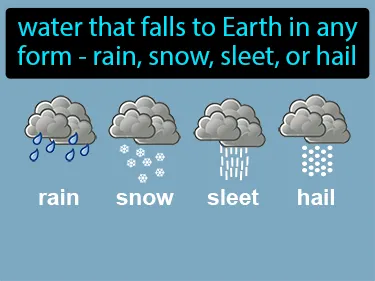 water that falls to Earth in any
form - rain, snow, sleet, or hail
rain snow sleet hail